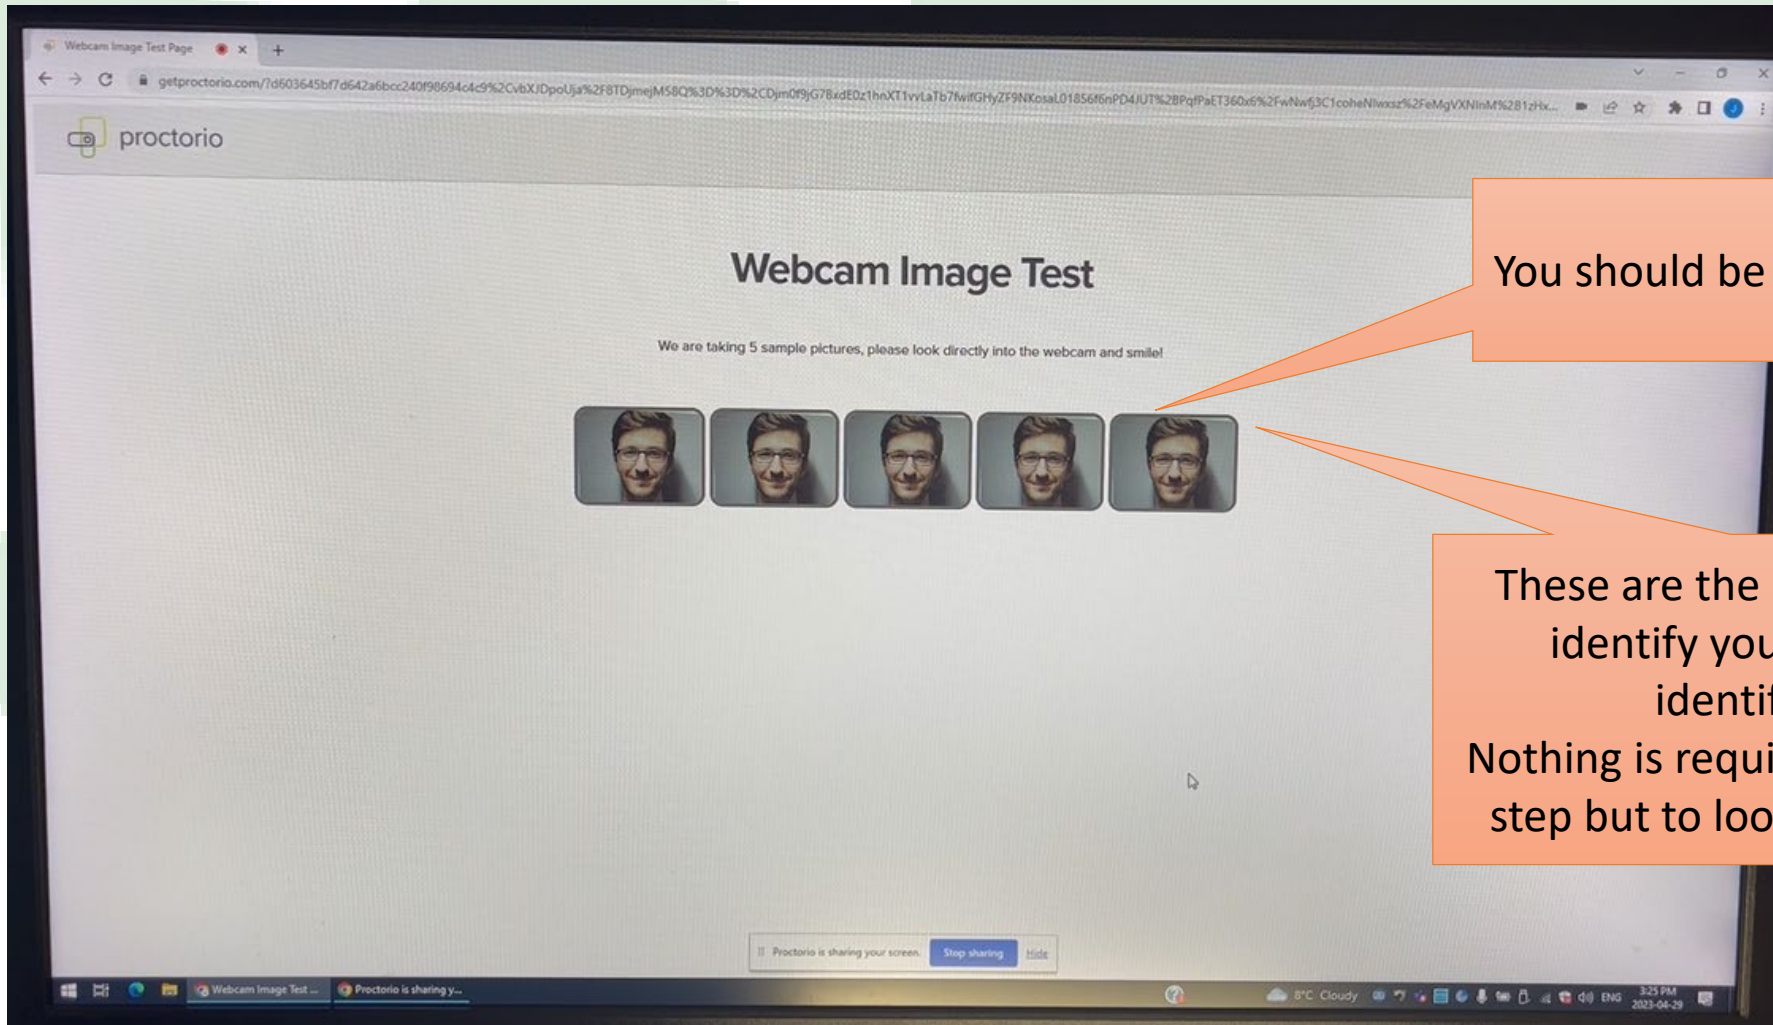 Webcam Image Test Page
proctorio
Webcam Image Test
We are taking 5 sample pictures, please look directly into the webcam and smile!
You should be
These are the
identify you
identif
Nothing is requi
step but to loo
Proctorio is sharing your screen. Stop sharing Hide
Webcam Image Test ... Proctorio is sharing y...
8°C Cloudy ENG 3:25 PM
2023-04-29